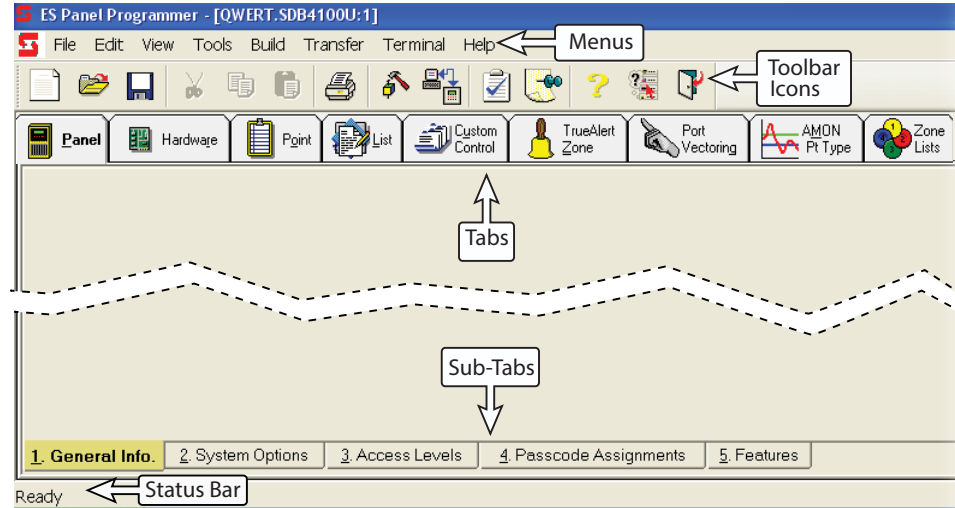 ES Panel Programmer - [QWERT.SDB4100U:1]
File Edit View Tools Build Transfer Terminal Help
Menus
Toolbar
Icons
Panel
Hardware
Point
List
Custom
Control
TrueAlert
Zone
Port
Vectoring
AMON
Pt Type
Zone
Lists
Tabs
Sub-Tabs
1. General Info. 2. System Options 3. Access Levels 4. Passcode Assignments 5. Features
Ready
Status Bar